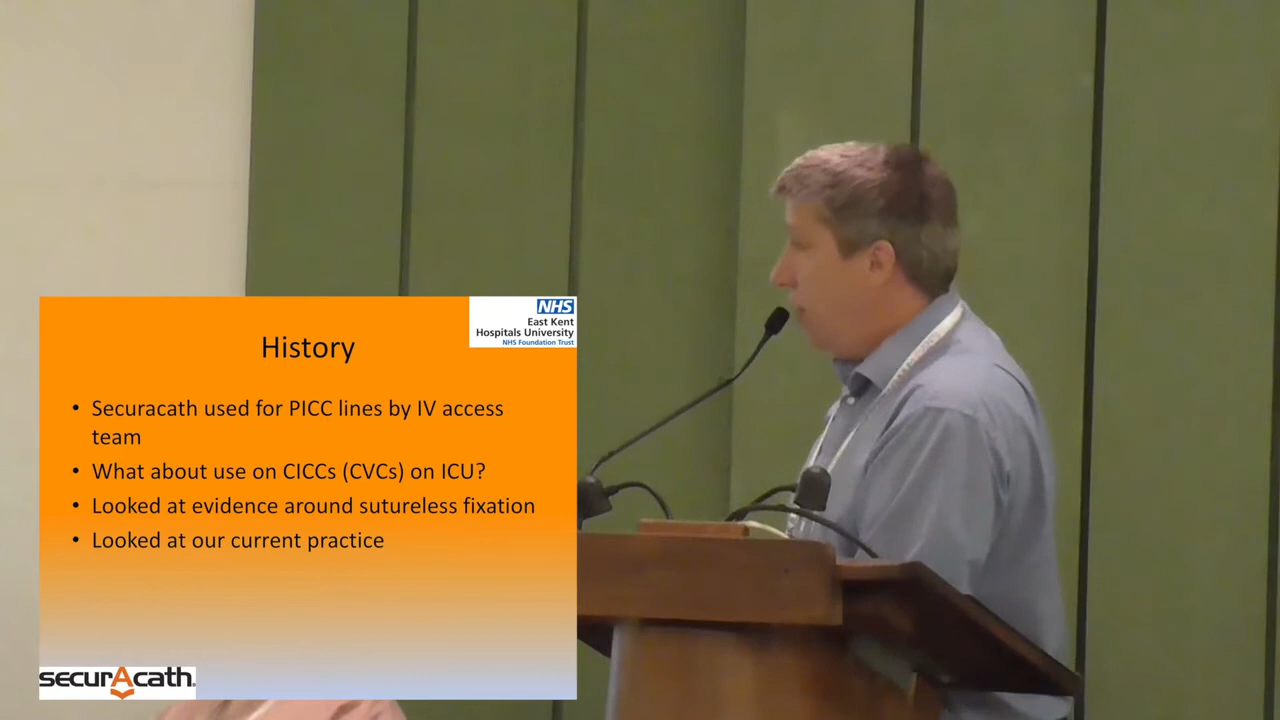 NHS
East Kent
Hospitals University
NHS Foundation Trust
History
• Securacath used for PICC lines by IV access
team
• What about use on CICCs (CVCs) on ICU?
• Looked at evidence around sutureless fixation
• Looked at our current practice
securAcath®